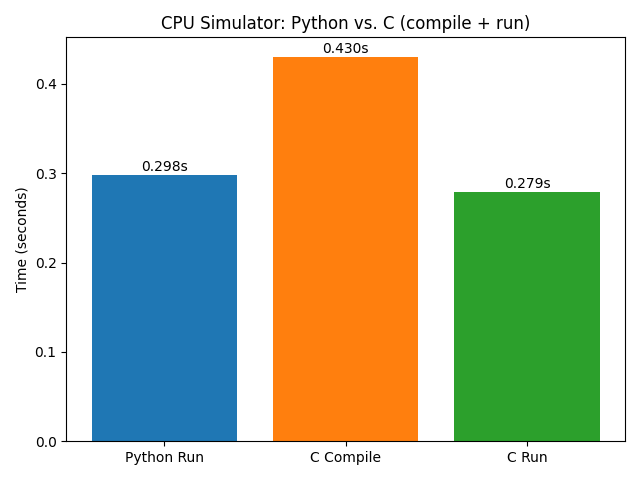 CPU Simulator: Python vs. C (compile + run)
Time (seconds)
0.4
0.3
0.2
0.1
0.0
0.298s
0.430s
0.279s
Python Run
C Compile
C Run